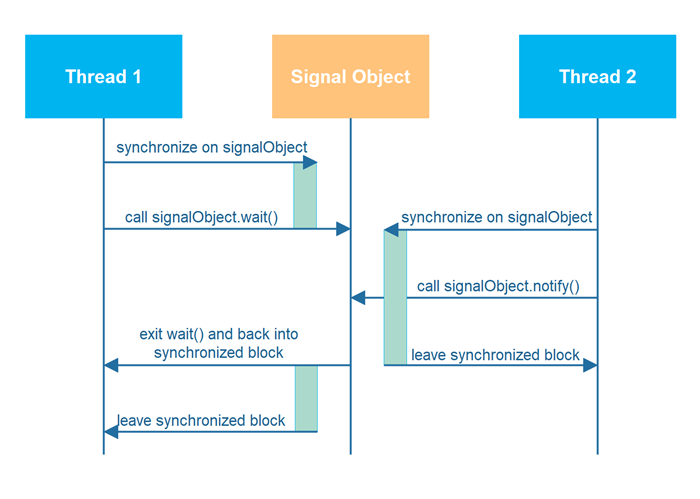 Thread 1
Signal Object
Thread 2
synchronize on signalObject
call signalObject.wait()
synchronize on signalObject
call signalObject.notify()
exit wait() and back into
synchronized block
leave synchronized block
leave synchronized block